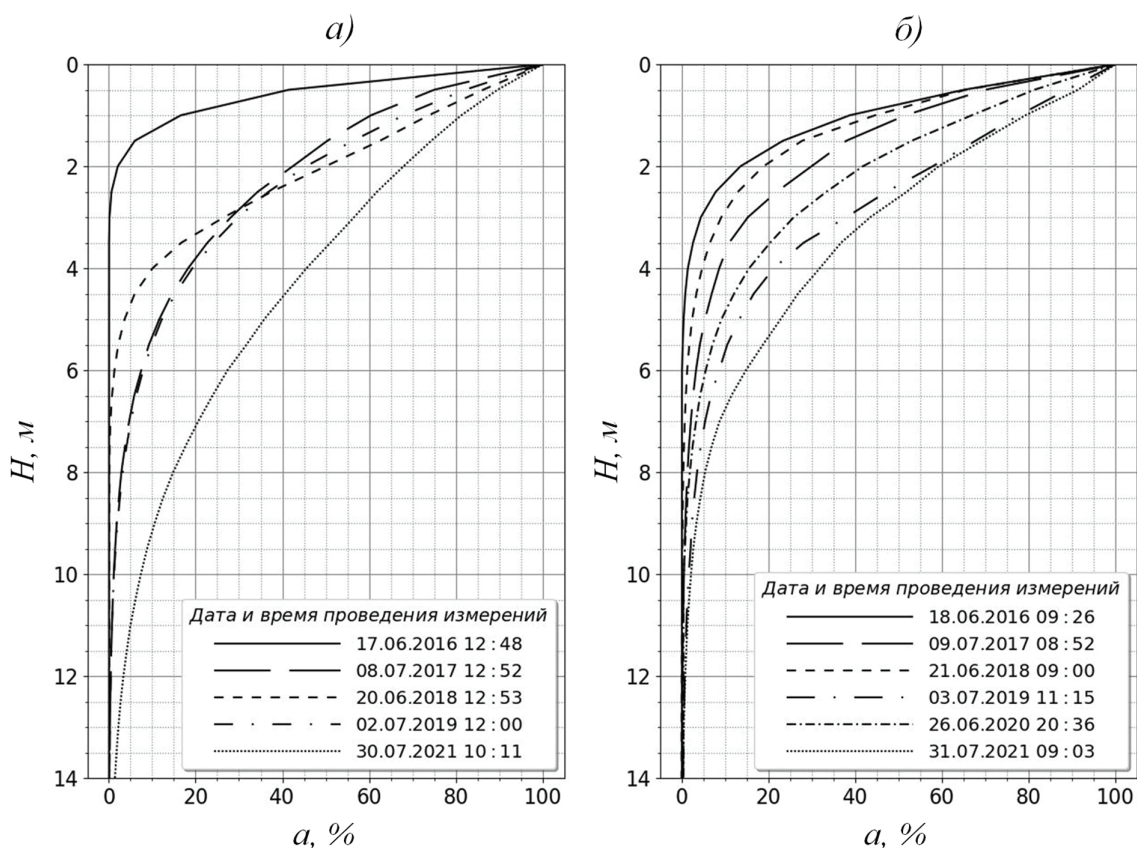 а)
0
2
4
6
8
10
12
14
H, м
0 20 40 60 80 100
a, %
Дата и время проведения измерений
17.06.2016 12:48
08.07.2017 12:52
20.06.2018 12:53
02.07.2019 12:00
30.07.2021 10:11
б)
0
2
4
6
8
10
12
14
H, м
0 20 40 60 80 100
a, %
Дата и время проведения измерений
18.06.2016 09:26
09.07.2017 08:52
21.06.2018 09:00
03.07.2019 11:15
26.06.2020 20:36
31.07.2021 09:03